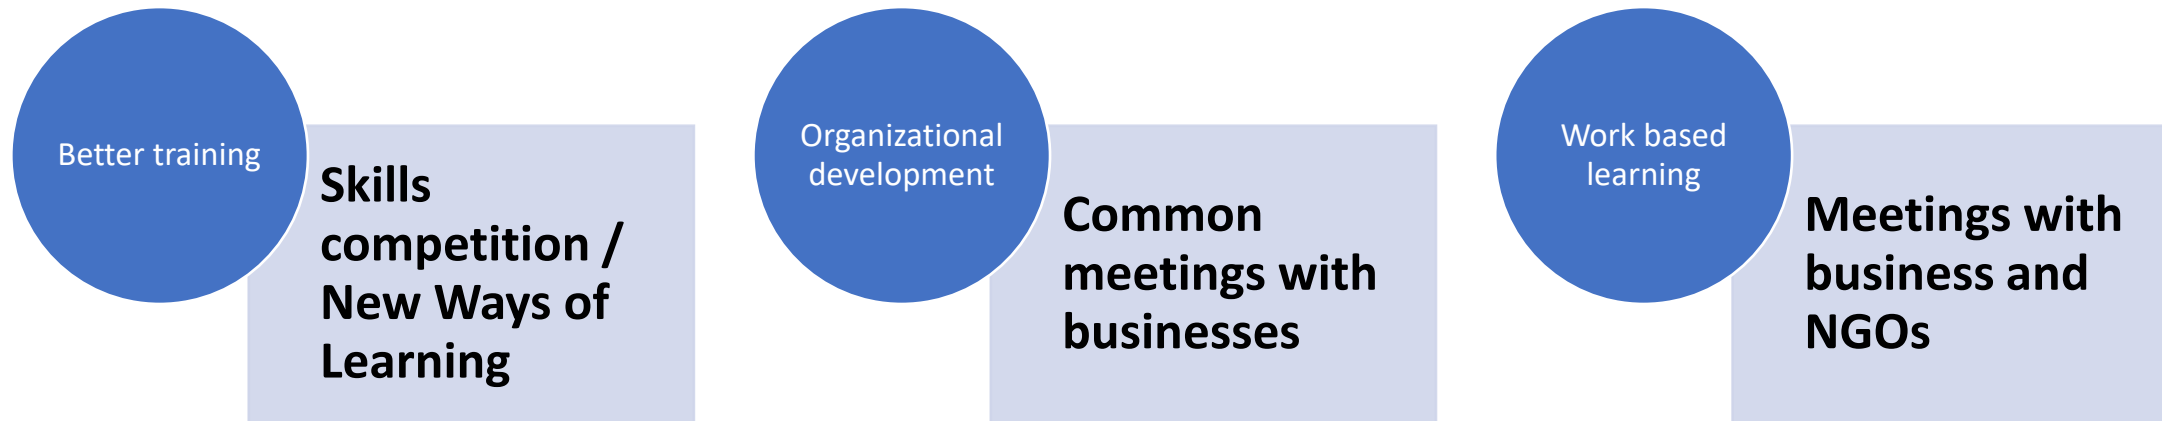 Better training
Skills
competition /
New Ways of
Learning
Organizational
development
Common
meetings with
businesses
Work based
learning
Meetings with
business and
NGOs